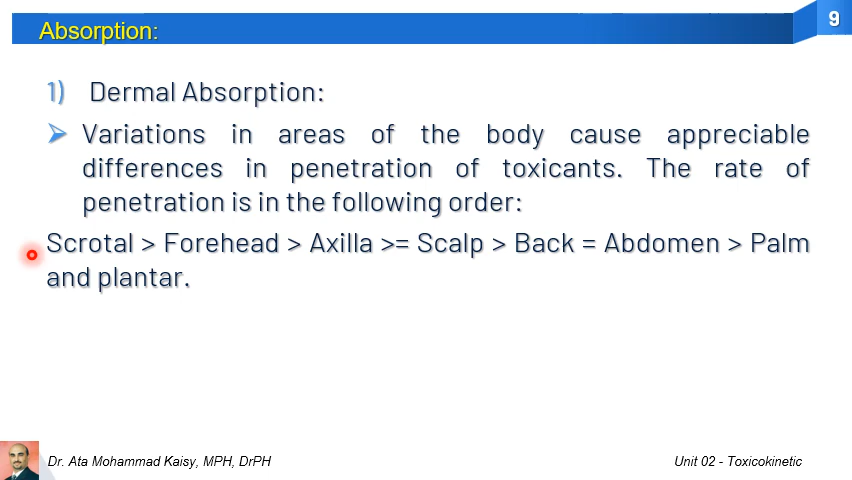 9
Absorption:
1) Dermal Absorption:
Variations in areas of the body cause appreciable
differences in penetration of toxicants. The rate of
penetration is in the following order:
Scrotal > Forehead > Axilla >= Scalp > Back = Abdomen > Palm
and plantar.
Dr. Ata Mohammad Kaisy, MPH, DrPH
Unit 02 - Toxicokinetic